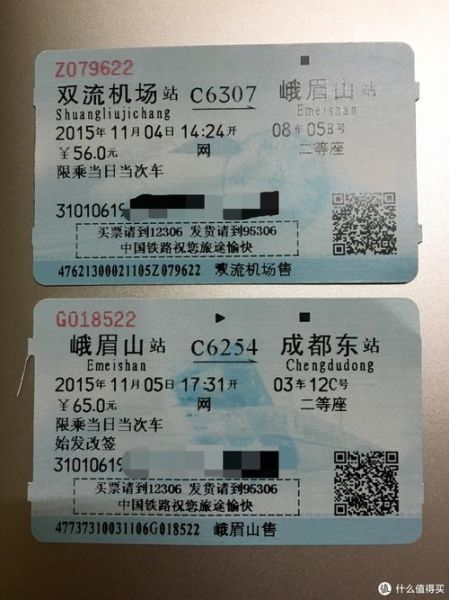 Z079622
双流机场站 C6307 峨眉山站
Shuangliujichang Emeishan
2015年11月04日 14:24开 08车05B号
￥56.0元 网 二等座
限乘当日当次车
31010619
买票请到12306 发货请到95306
中国铁路祝您旅途愉快
47621300021105Z079622 双流机场售
G018522
峨眉山站 C6254 成都东站
Emeishan Chengdudong
2015年11月05日 17:31开 03车12C号
￥65.0元 网 二等座
限乘当日当次车
始发改签
31010619
买票请到12306 发货请到95306
中国铁路祝您旅途愉快
47737310031106G018522 峨眉山售
值 什么值得买